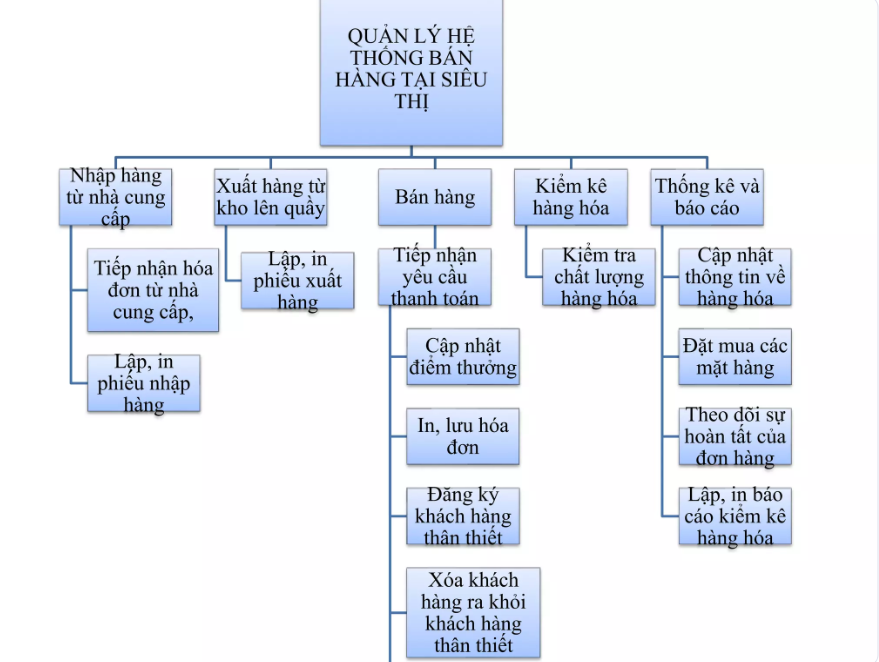 QUẢN LÝ HỆ
THỐNG BÁN
HÀNG TẠI SIÊU
THỊ
Nhập hàng
từ nhà cung
cấp
Xuất hàng từ
kho lên quầy
Bán hàng
Kiểm kê
hàng hóa
Thống kê và
báo cáo
Tiếp nhận hóa
đơn từ nhà
cung cấp,
Lập, in
phiếu nhập
hàng
Lập, in
phiếu xuất
hàng
Tiếp nhận
yêu cầu
thanh toán
Cập nhật
điểm thưởng
In, lưu hóa
đơn
Đăng ký
khách hàng
thân thiết
Xóa khách
hàng ra khỏi
khách hàng
thân thiết
Kiểm tra
chất lượng
hàng hóa
Cập nhật
thông tin về
hàng hóa
Đặt mua các
mặt hàng
Theo dõi sự
hoàn tất của
đơn hàng
Lập, in báo
cáo kiểm kê
hàng hóa